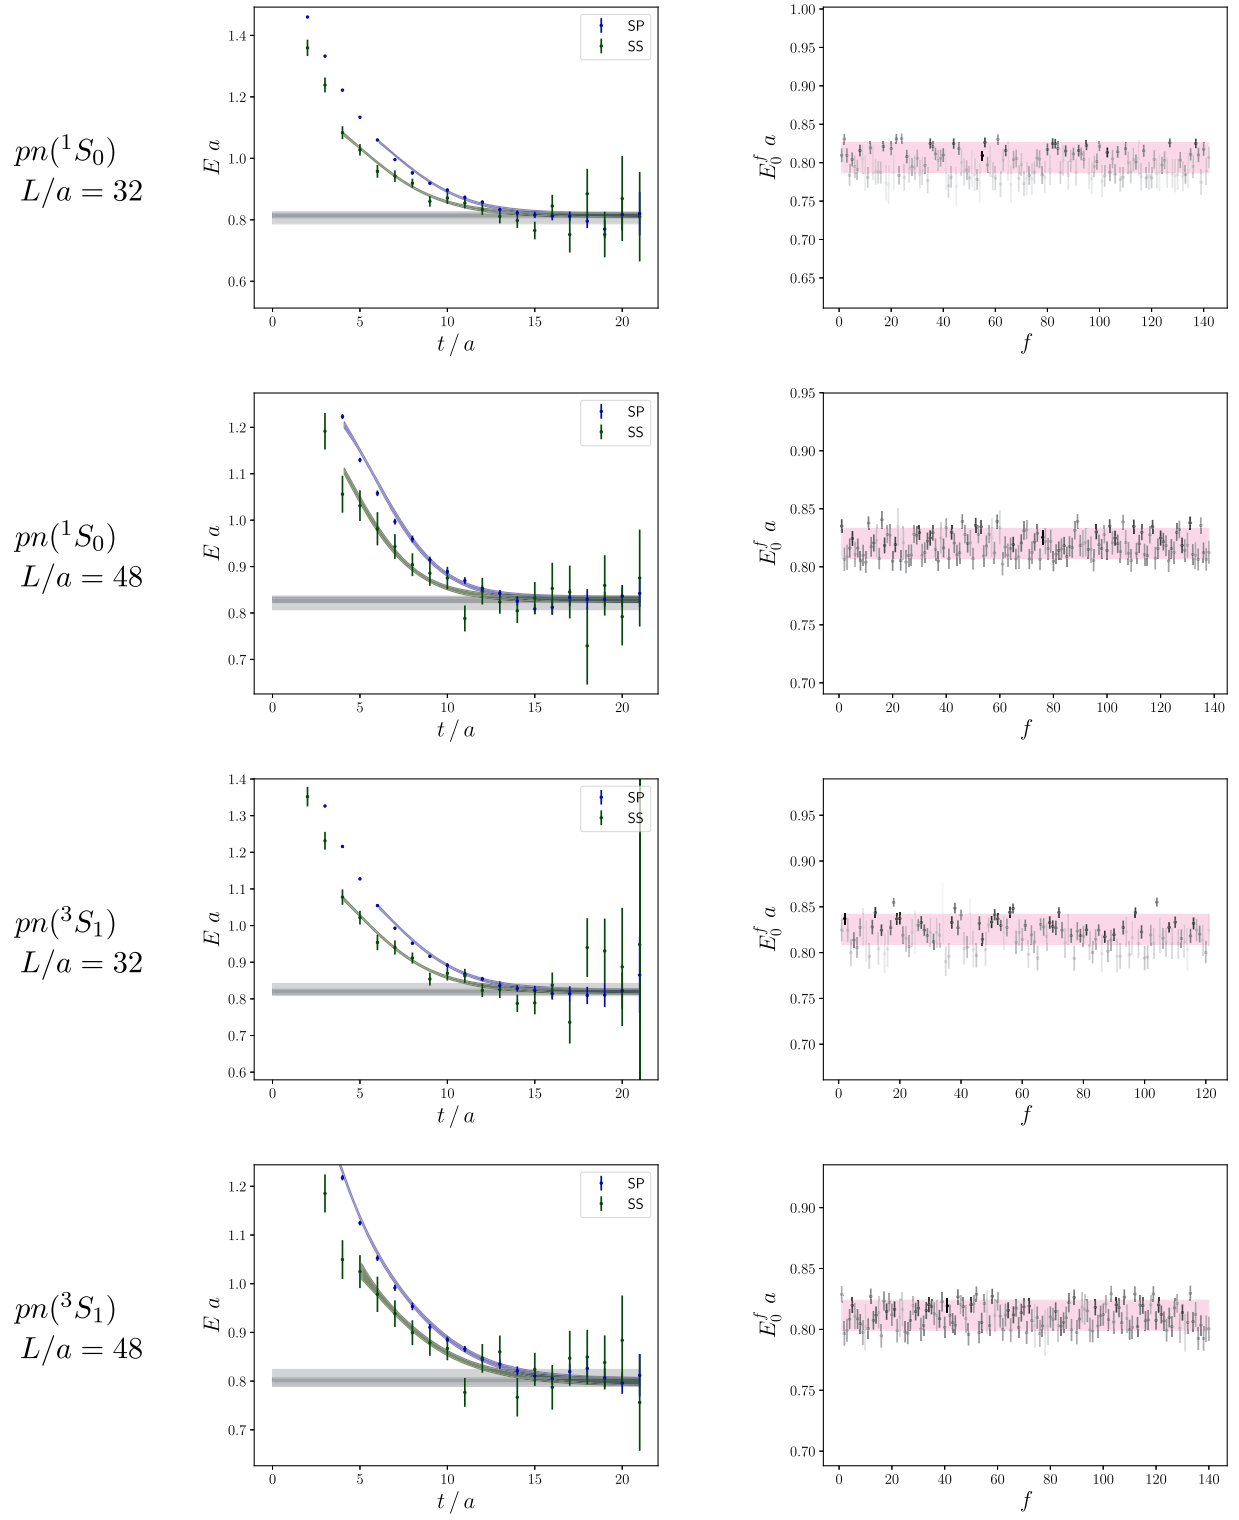 pn(¹S₀)
L/a = 32
E a
1.4
1.2
1.0
0.8
0.6
0 5 10 15 20
t / a
SP
SS
E₀ᶠ a
1.00
0.95
0.90
0.85
0.80
0.75
0.70
0.65
0 20 40 60 80 100 120 140
f
pn(¹S₀)
L/a = 48
E a
1.2
1.1
1.0
0.9
0.8
0.7
0 5 10 15 20
t / a
SP
SS
E₀ᶠ a
0.95
0.90
0.85
0.80
0.75
0.70
0 20 40 60 80 100 120 140
f
pn(³S₁)
L/a = 32
E a
1.4
1.3
1.2
1.1
1.0
0.9
0.8
0.7
0.6
0 5 10 15 20
t / a
SP
SS
E₀ᶠ a
0.95
0.90
0.85
0.80
0.75
0.70
0 20 40 60 80 100 120
f
pn(³S₁)
L/a = 48
E a
1.2
1.1
1.0
0.9
0.8
0.7
0 5 10 15 20
t / a
SP
SS
E₀ᶠ a
0.90
0.85
0.80
0.75
0.70
0 20 40 60 80 100 120 140
f